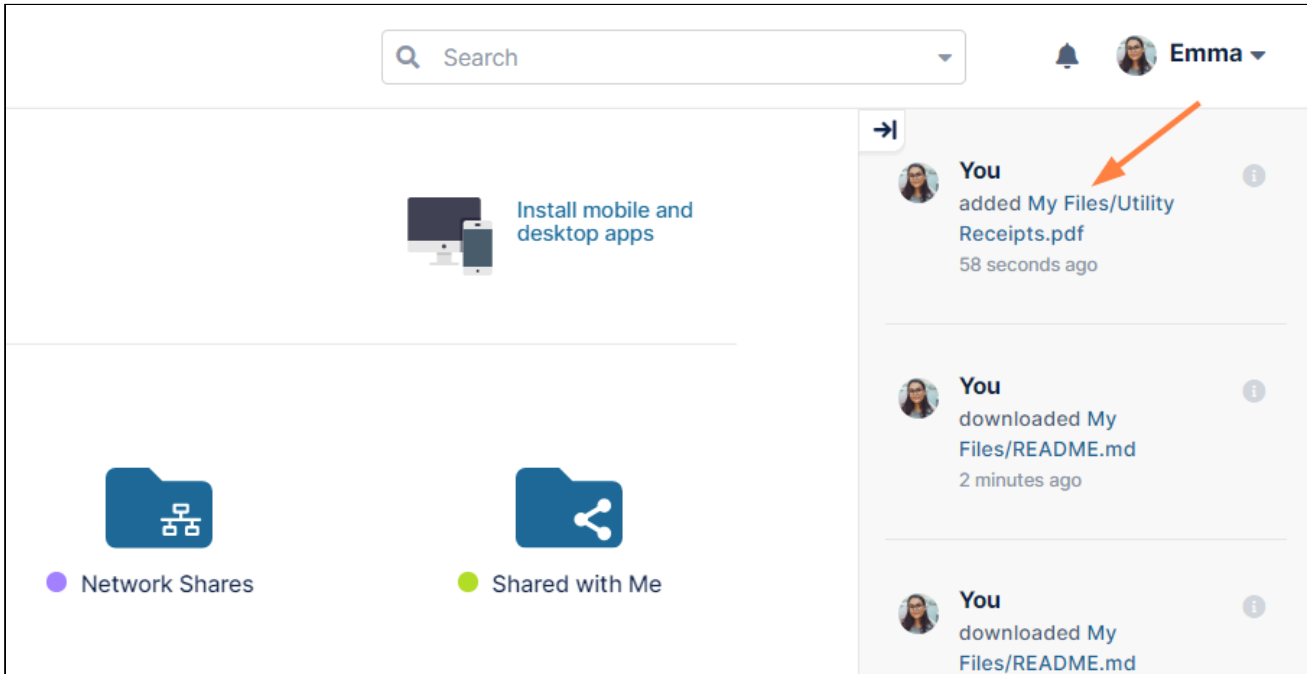 Search
Emma
You
added My Files/Utility
Receipts.pdf
58 seconds ago
Install mobile and
desktop apps
You
downloaded My
Files/README.md
2 minutes ago
Network Shares
Shared with Me
You
downloaded My
Files/README.md